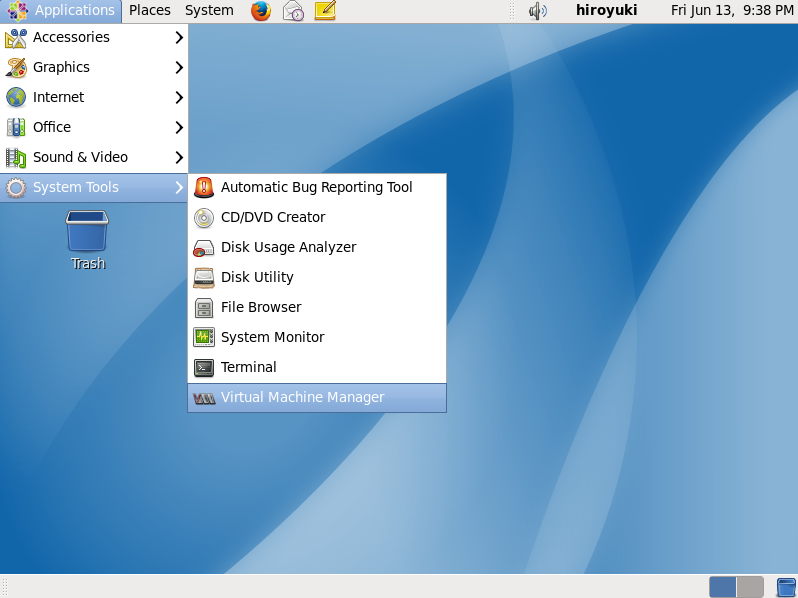 Applications Places System hiroyuki Fri Jun 13, 9:38 PM
Accessories
Graphics
Internet
Office
Sound & Video
System Tools
Automatic Bug Reporting Tool
CD/DVD Creator
Disk Usage Analyzer
Disk Utility
File Browser
System Monitor
Terminal
Virtual Machine Manager
Trash